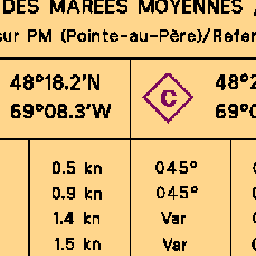 DES MARÉES MOYENNES
sur PM (Pointe-au-Père)/Refer
48°18.2'N C 48°2
69°08.3'W 69°0
0.5 kn 045°
0.9 kn 045°
1.4 kn Var
1.5 kn Var